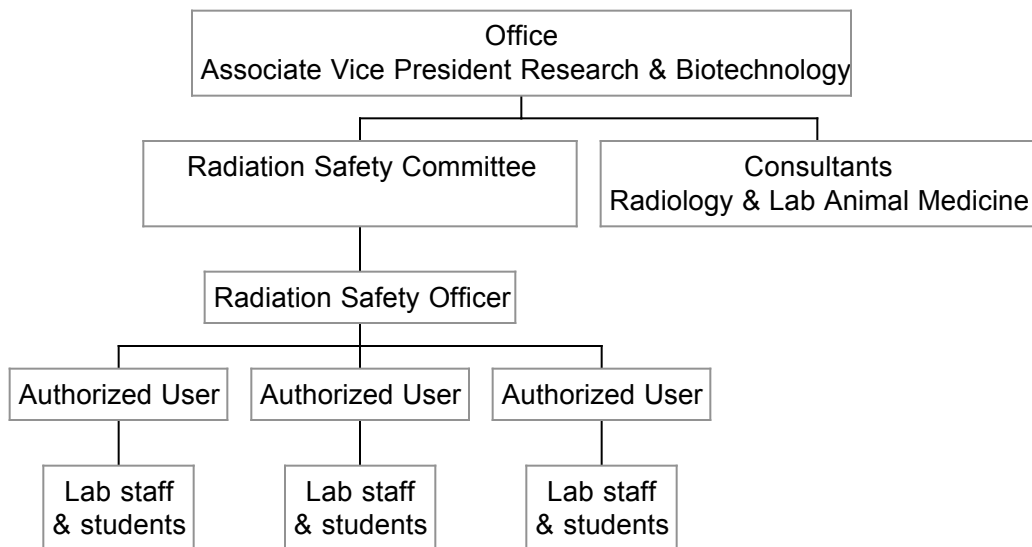 Office
Associate Vice President Research & Biotechnology
Radiation Safety Committee
Consultants
Radiology & Lab Animal Medicine
Radiation Safety Officer
Authorized User
Authorized User
Authorized User
Lab staff
& students
Lab staff
& students
Lab staff
& students